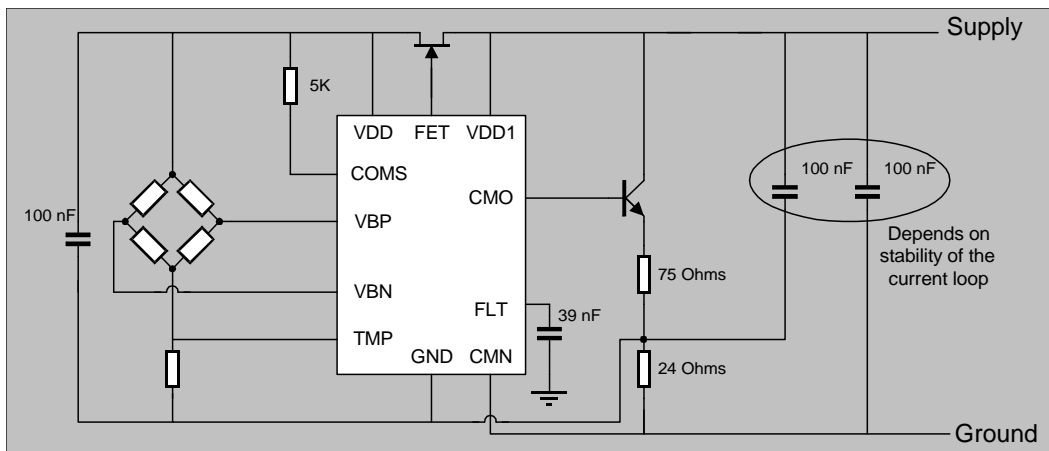 Supply
5K
VDD FET VDD1
COMS
CMO
100 nF 100 nF
100 nF
VBP
Depends on
stability of the
current loop
75 Ohms
VBN
FLT
39 nF
TMP
GND CMN
24 Ohms
Ground